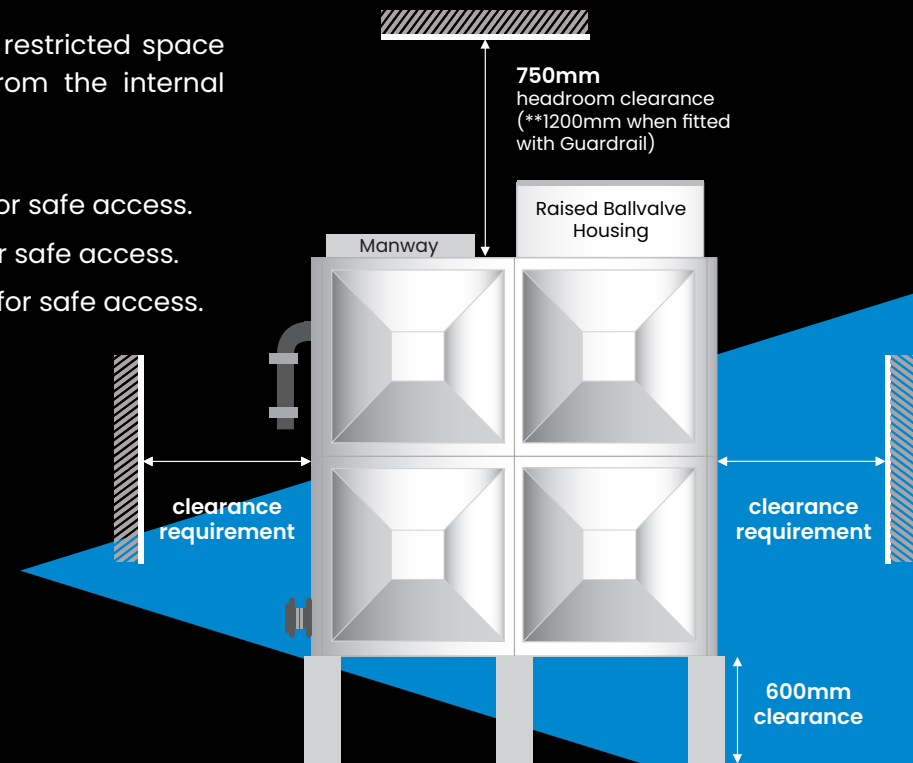 restricted space
rom the internal
or safe access.
r safe access.
for safe access.
750mm
headroom clearance
(**1200mm when fitted
with Guardrail)
Raised Ballvalve
Housing
Manway
clearance
requirement
clearance
requirement
600mm
clearance